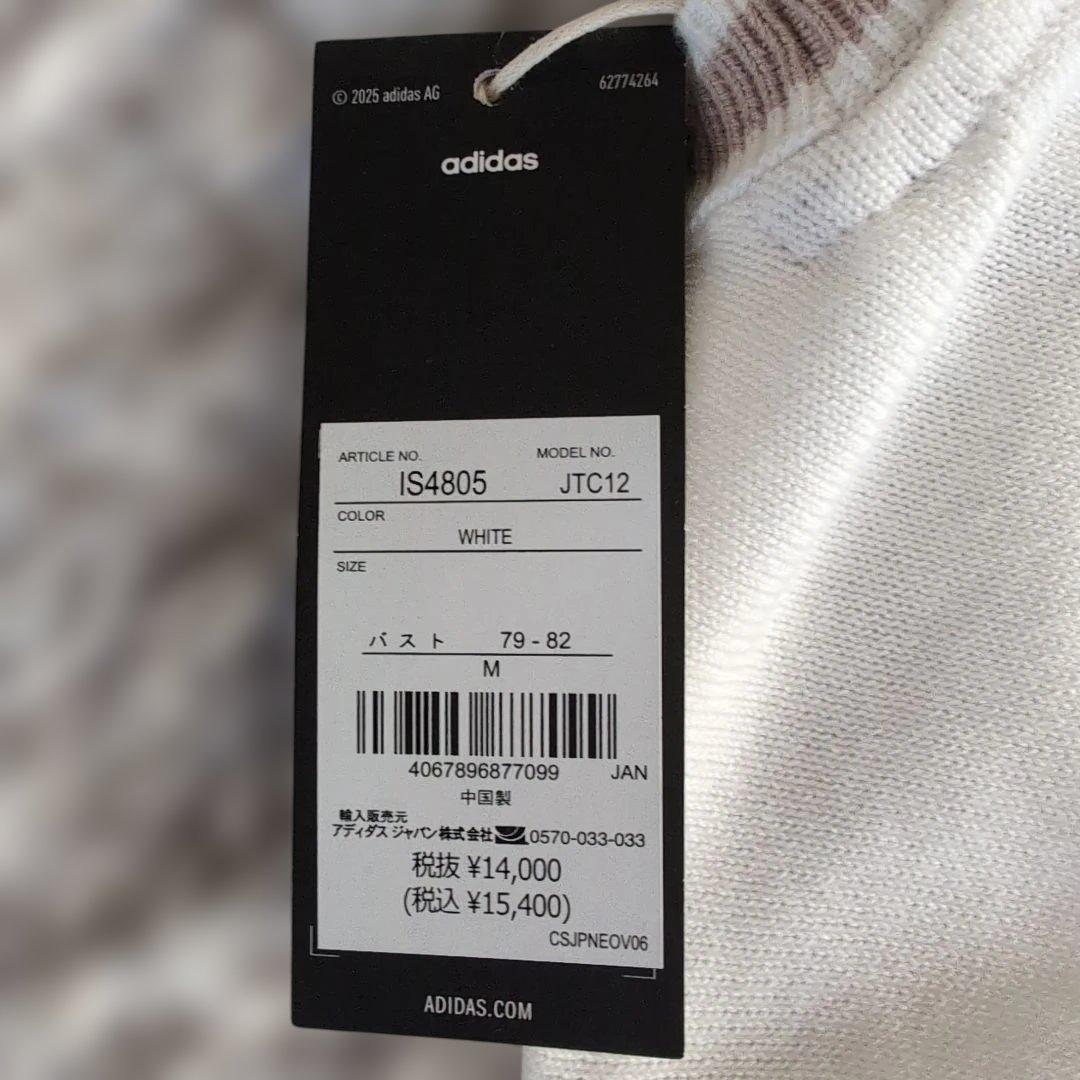 © 2025 adidas AG
62774264
adidas
ARTICLE NO. MODEL NO.
IS4805 JTC12
COLOR
WHITE
SIZE
バスト 79 - 82
M
4067896877099 JAN
中国製
輸入販売元
アディダス ジャパン株式会社 0570-033-033
税抜 ¥14,000
(税込 ¥15,400)
CSJPNEOV06
ADIDAS.COM